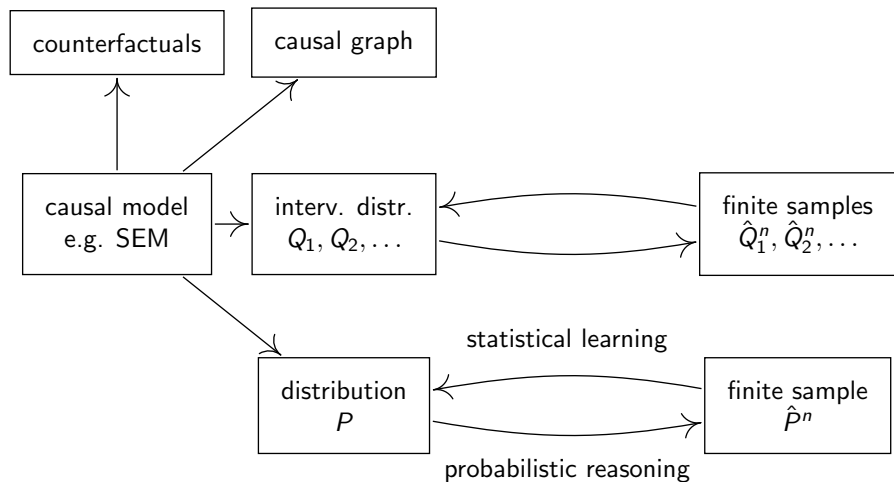 counterfactuals
causal graph
causal model
e.g. SEM
interv. distr.
Q₁, Q₂, . . .
finite samples
Q̂₁ⁿ, Q̂₂ⁿ, . . .
statistical learning
distribution
P
finite sample
P̂ⁿ
probabilistic reasoning